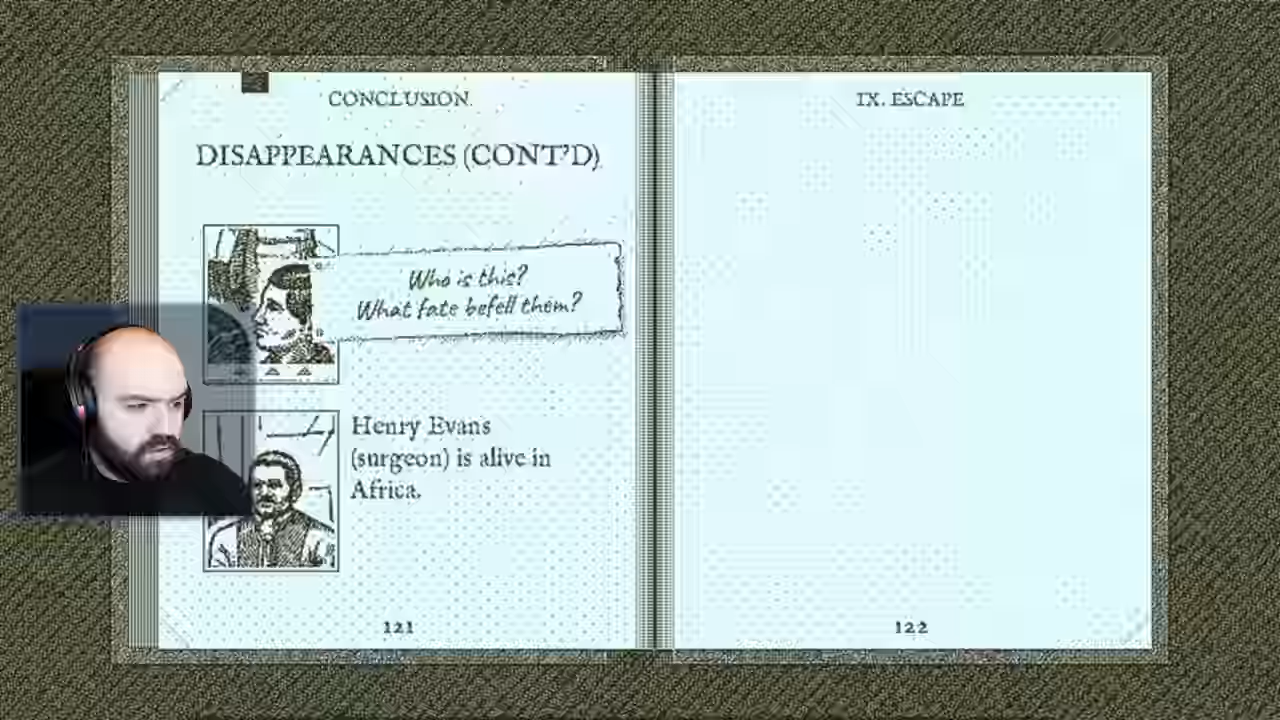 CONCLUSION
DISAPPEARANCES (CONT'D)
Who is this?
What fate befell them?
Henry Evans
(surgeon) is alive in
Africa.
121
IX. ESCAPE
122